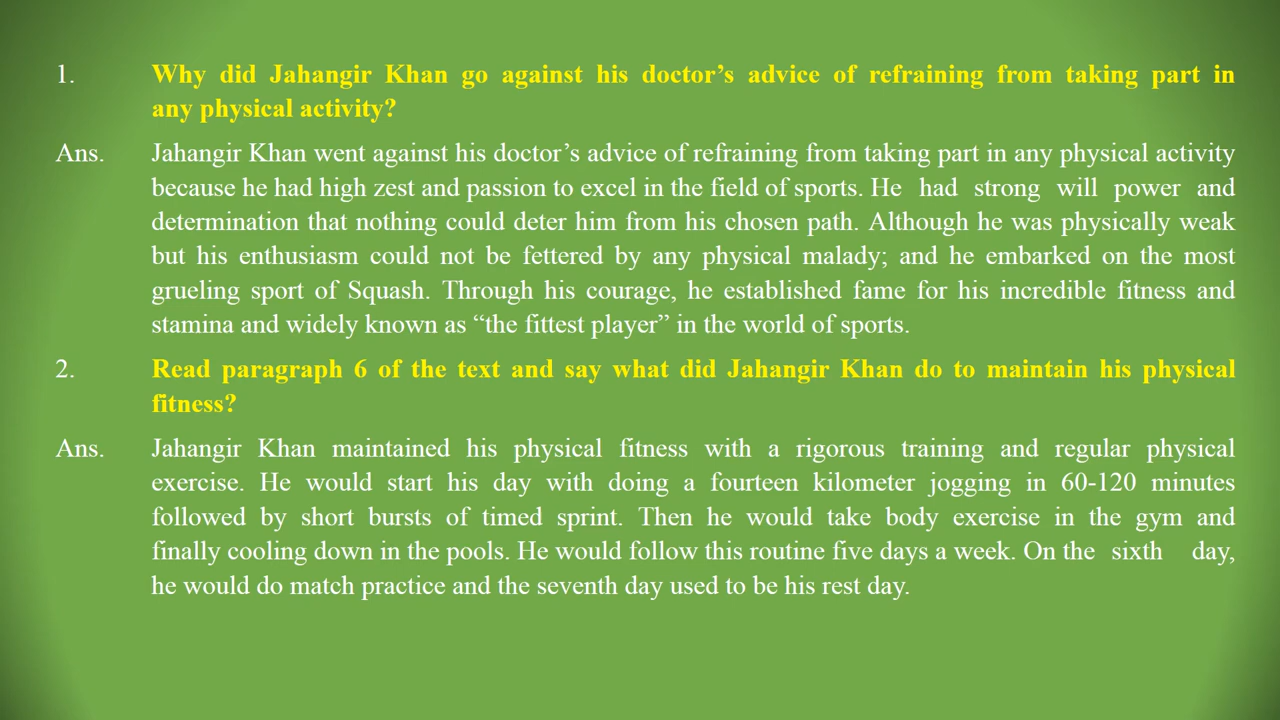 1. Why did Jahangir Khan go against his doctor’s advice of refraining from taking part in
any physical activity?
Ans. Jahangir Khan went against his doctor’s advice of refraining from taking part in any physical activity
because he had high zest and passion to excel in the field of sports. He had strong will power and
determination that nothing could deter him from his chosen path. Although he was physically weak
but his enthusiasm could not be fettered by any physical malady; and he embarked on the most
grueling sport of Squash. Through his courage, he established fame for his incredible fitness and
stamina and widely known as “the fittest player” in the world of sports.
2. Read paragraph 6 of the text and say what did Jahangir Khan do to maintain his physical
fitness?
Ans. Jahangir Khan maintained his physical fitness with a rigorous training and regular physical
exercise. He would start his day with doing a fourteen kilometer jogging in 60-120 minutes
followed by short bursts of timed sprint. Then he would take body exercise in the gym and
finally cooling down in the pools. He would follow this routine five days a week. On the sixth day,
he would do match practice and the seventh day used to be his rest day.